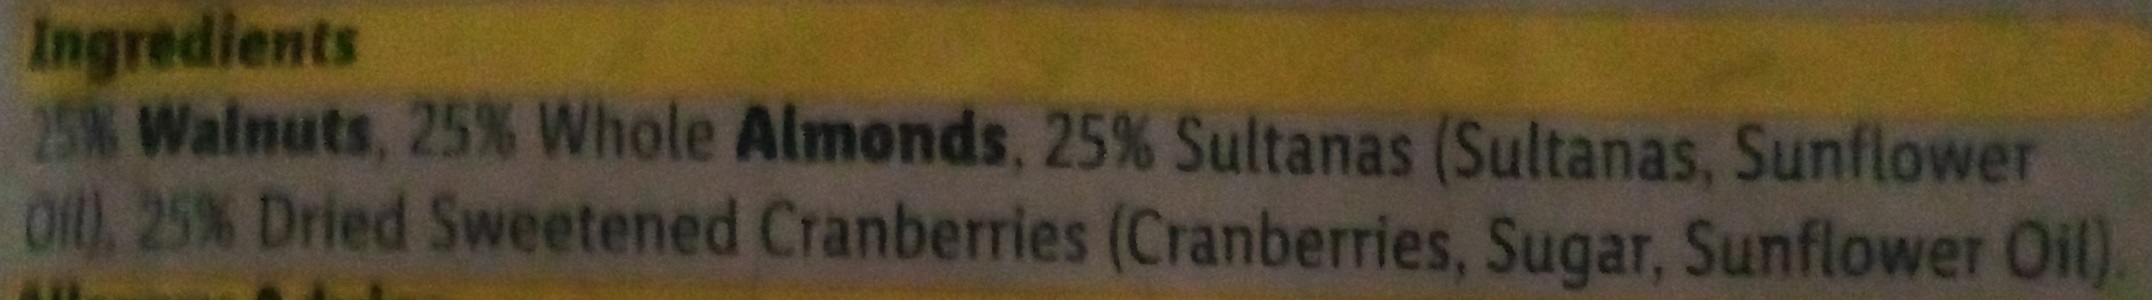 Ingredients
25% Walnuts, 25% Whole Almonds, 25% Sultanas (Sultanas, Sunflower
Oil), 25% Dried Sweetened Cranberries (Cranberries, Sugar, Sunflower Oil).